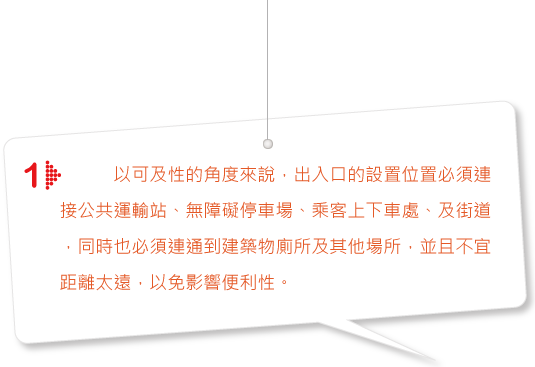 1
以可及性的角度來說，出入口的設置位置必須連
接公共運輸站、無障礙停車場、乘客上下車處、及街道
，同時也必須連通到建築物廁所及其他場所，並且不宜
距離太遠，以免影響便利性。